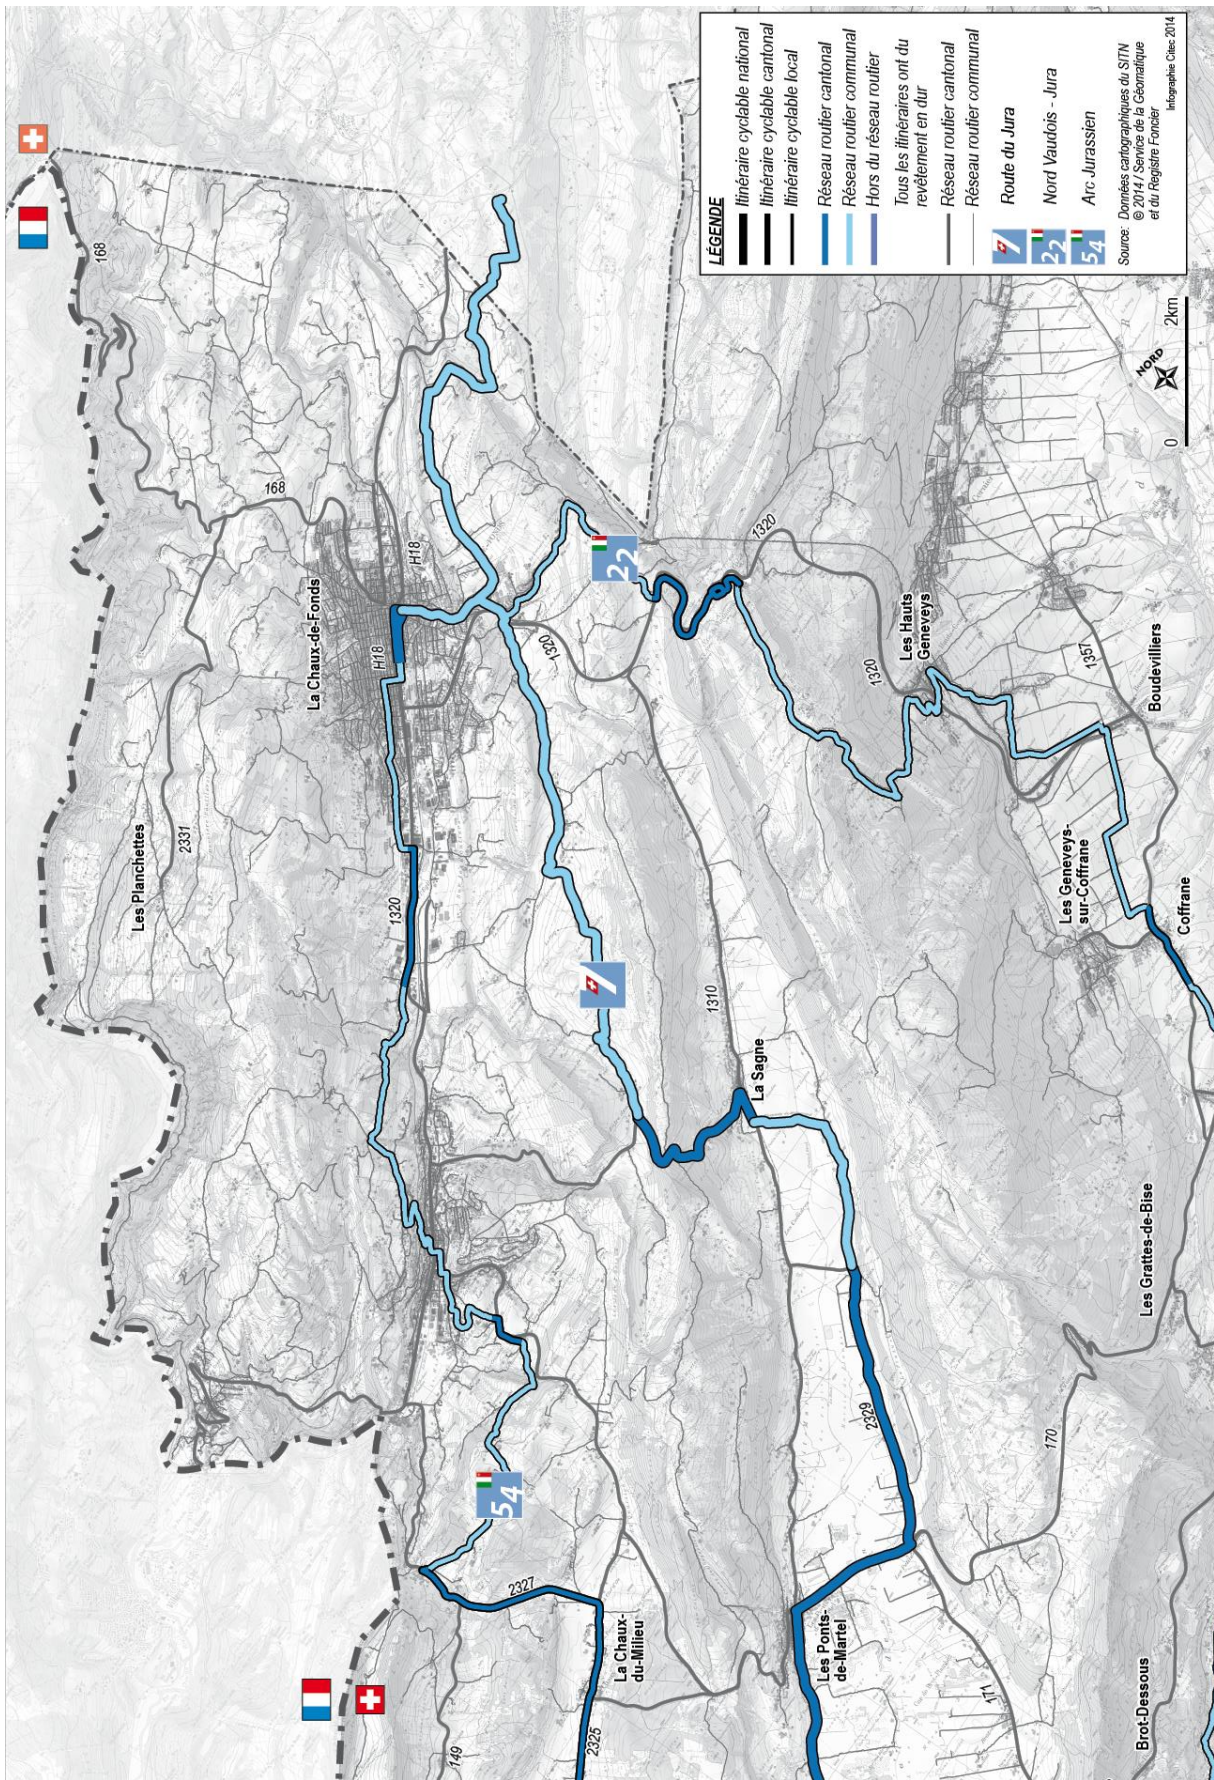 LÉGENDE
Itinéraire cyclable national
Itinéraire cyclable cantonal
Itinéraire cyclable local
Réseau routier cantonal
Réseau routier communal
Hors du réseau routier
Tous les itinéraires ont du
revêtement en dur
Réseau routier cantonal
Réseau routier communal
7
Route du Jura
22
Nord Vaudois - Jura
54
Arc Jurassien
Source: Données cartographiques du SITN
© 2014 / Service de la Géomatique
et du Registre Foncier
Infographie Citec 2014
NORD
0
2km
168
168
La Chaux-de-Fonds
H18
H18
Les Planchettes
2331
1320
1320
22
1320
1320
Les Hauts
Geneveys
1357
Boudevilliers
Les Geneveys-
sur-Coffrane
Coffrane
7
1310
La Sagne
Les Grattes-de-Bise
2329
170
54
2327
La Chaux-
du-Milieu
2325
149
Les Ponts-
de-Martel
171
Brot-Dessous